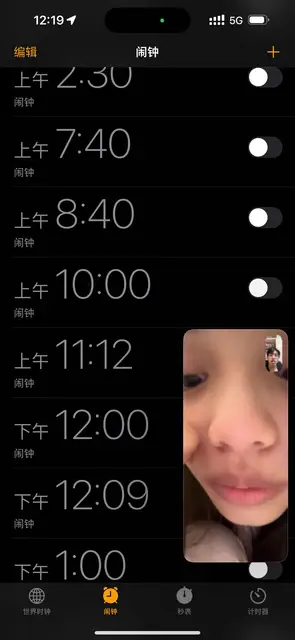 12:19
5G
编辑
闹钟
上午 2:30
闹钟
上午 7:40
闹钟
上午 8:40
闹钟
上午 10:00
闹钟
上午 11:12
闹钟
下午 12:00
闹钟
下午 12:09
闹钟
下午 1:00
世界时钟
闹钟
秒表
计时器